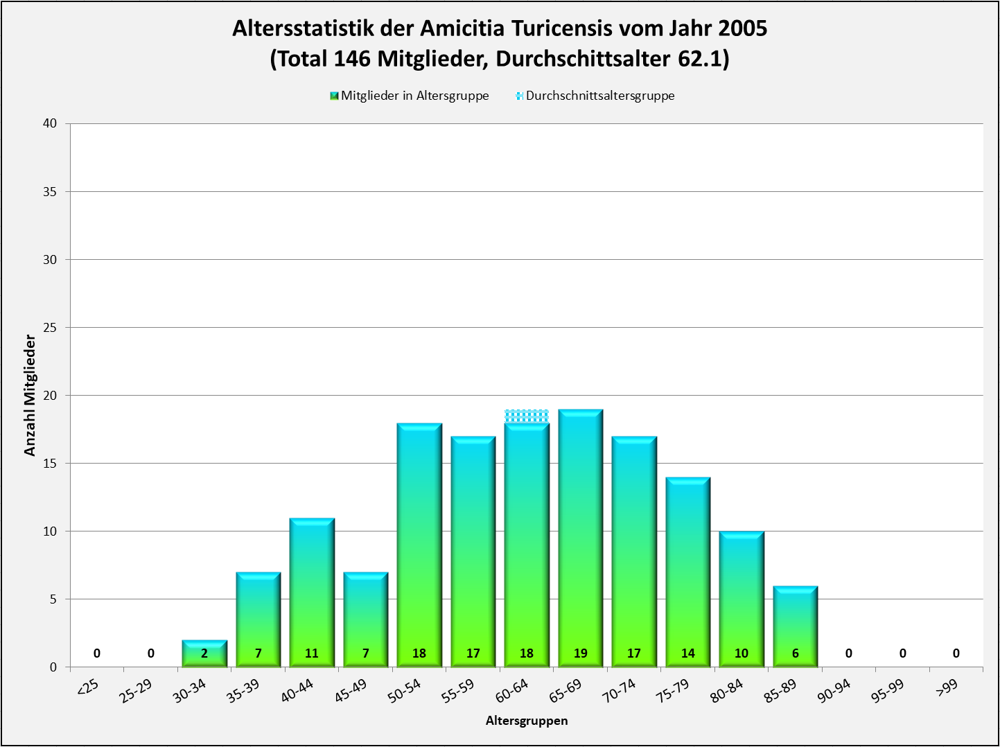 Altersstatistik der Amicitia Turicensis vom Jahr 2005
(Total 146 Mitglieder, Durchschittsalter 62.1)
Mitglieder in Altersgruppe Durchschnittsaltersgruppe
40
35
30
25
20
15
10
5
0
Anzahl Mitglieder
0 0 2 7 11 7 18 17 18 19 17 14 10 6 0 0 0
<25 25-29 30-34 35-39 40-44 45-49 50-54 55-59 60-64 65-69 70-74 75-79 80-84 85-89 90-94 95-99 >99
Altersgruppen